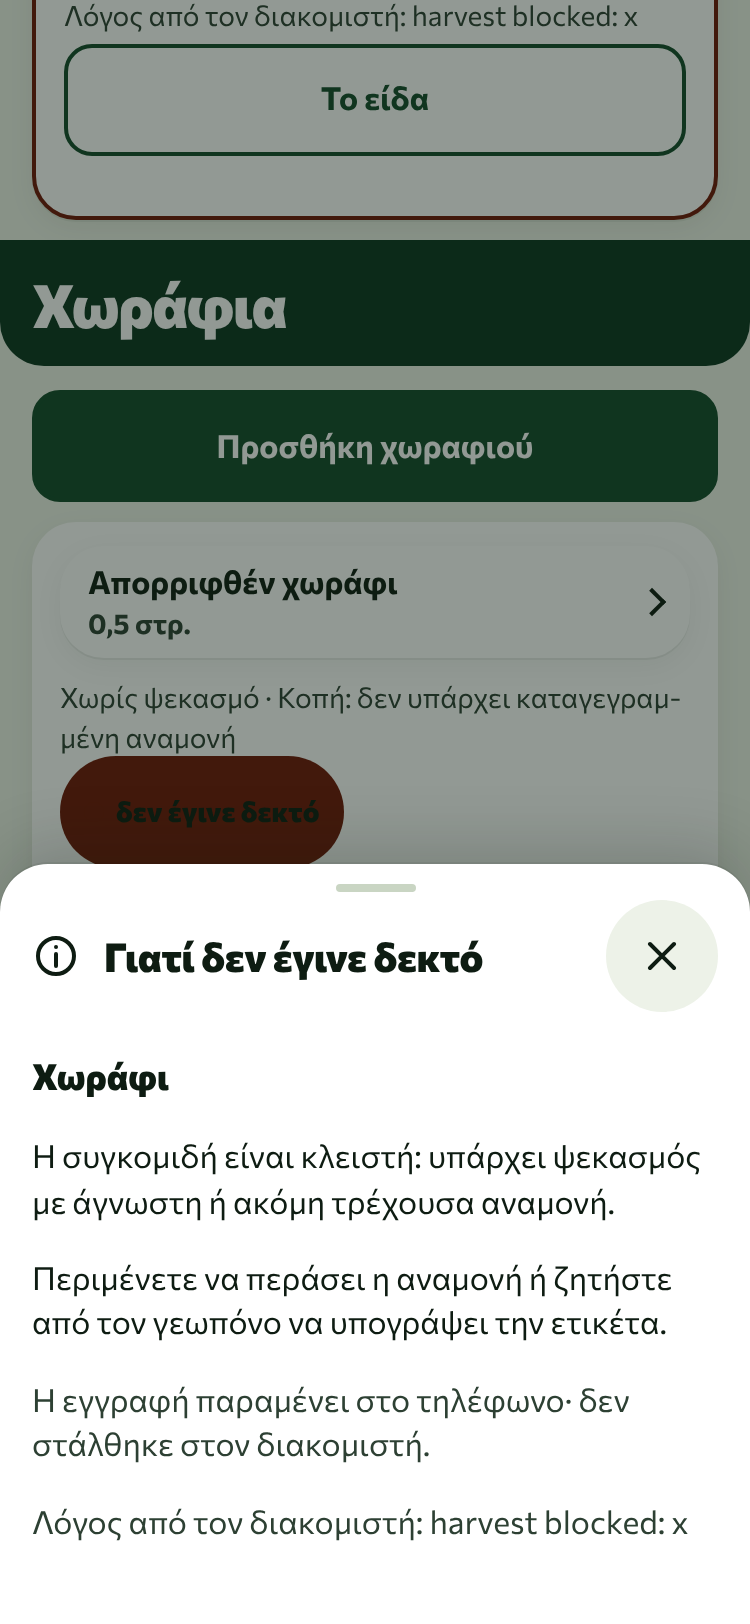 Λόγος από τον διακομιστή: harvest blocked: x
Το είδα
Χωράφια
Προσθήκη χωραφιού
Απορριφθέν χωράφι
0,5 στρ.
Χωρίς ψεκασμό · Κοπή: δεν υπάρχει καταγεγραμ-
μένη αναμονή
δεν έγινε δεκτό
Γιατί δεν έγινε δεκτό
Χωράφι
Η συγκομιδή είναι κλειστή: υπάρχει ψεκασμός
με άγνωστη ή ακόμη τρέχουσα αναμονή.
Περιμένετε να περάσει η αναμονή ή ζητήστε
από τον γεωπόνο να υπογράψει την ετικέτα.
Η εγγραφή παραμένει στο τηλέφωνο· δεν
στάλθηκε στον διακομιστή.
Λόγος από τον διακομιστή: harvest blocked: x